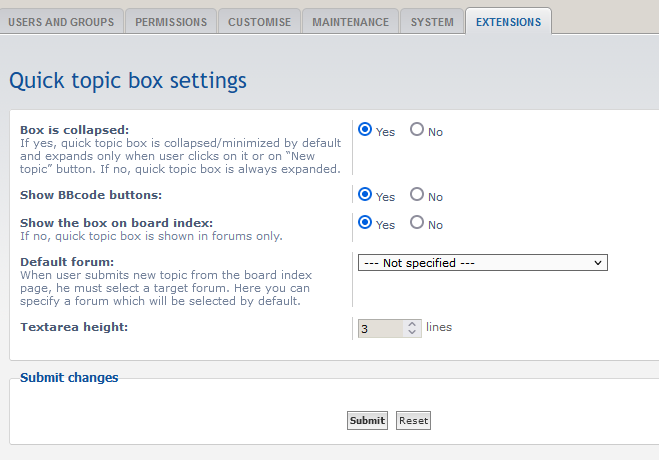 USERS AND GROUPS PERMISSIONS CUSTOMISE MAINTENANCE SYSTEM EXTENSIONS
Quick topic box settings
Box is collapsed:
If yes, quick topic box is collapsed/minimized by default
and expands only when user clicks on it or on “New
topic” button. If no, quick topic box is always expanded.
Yes No
Show BBcode buttons:
Yes No
Show the box on board index:
If no, quick topic box is shown in forums only.
Yes No
Default forum:
When user submits new topic from the board index
page, he must select a target forum. Here you can
specify a forum which will be selected by default.
--- Not specified ---
Textarea height:
3 lines
Submit changes
Submit Reset